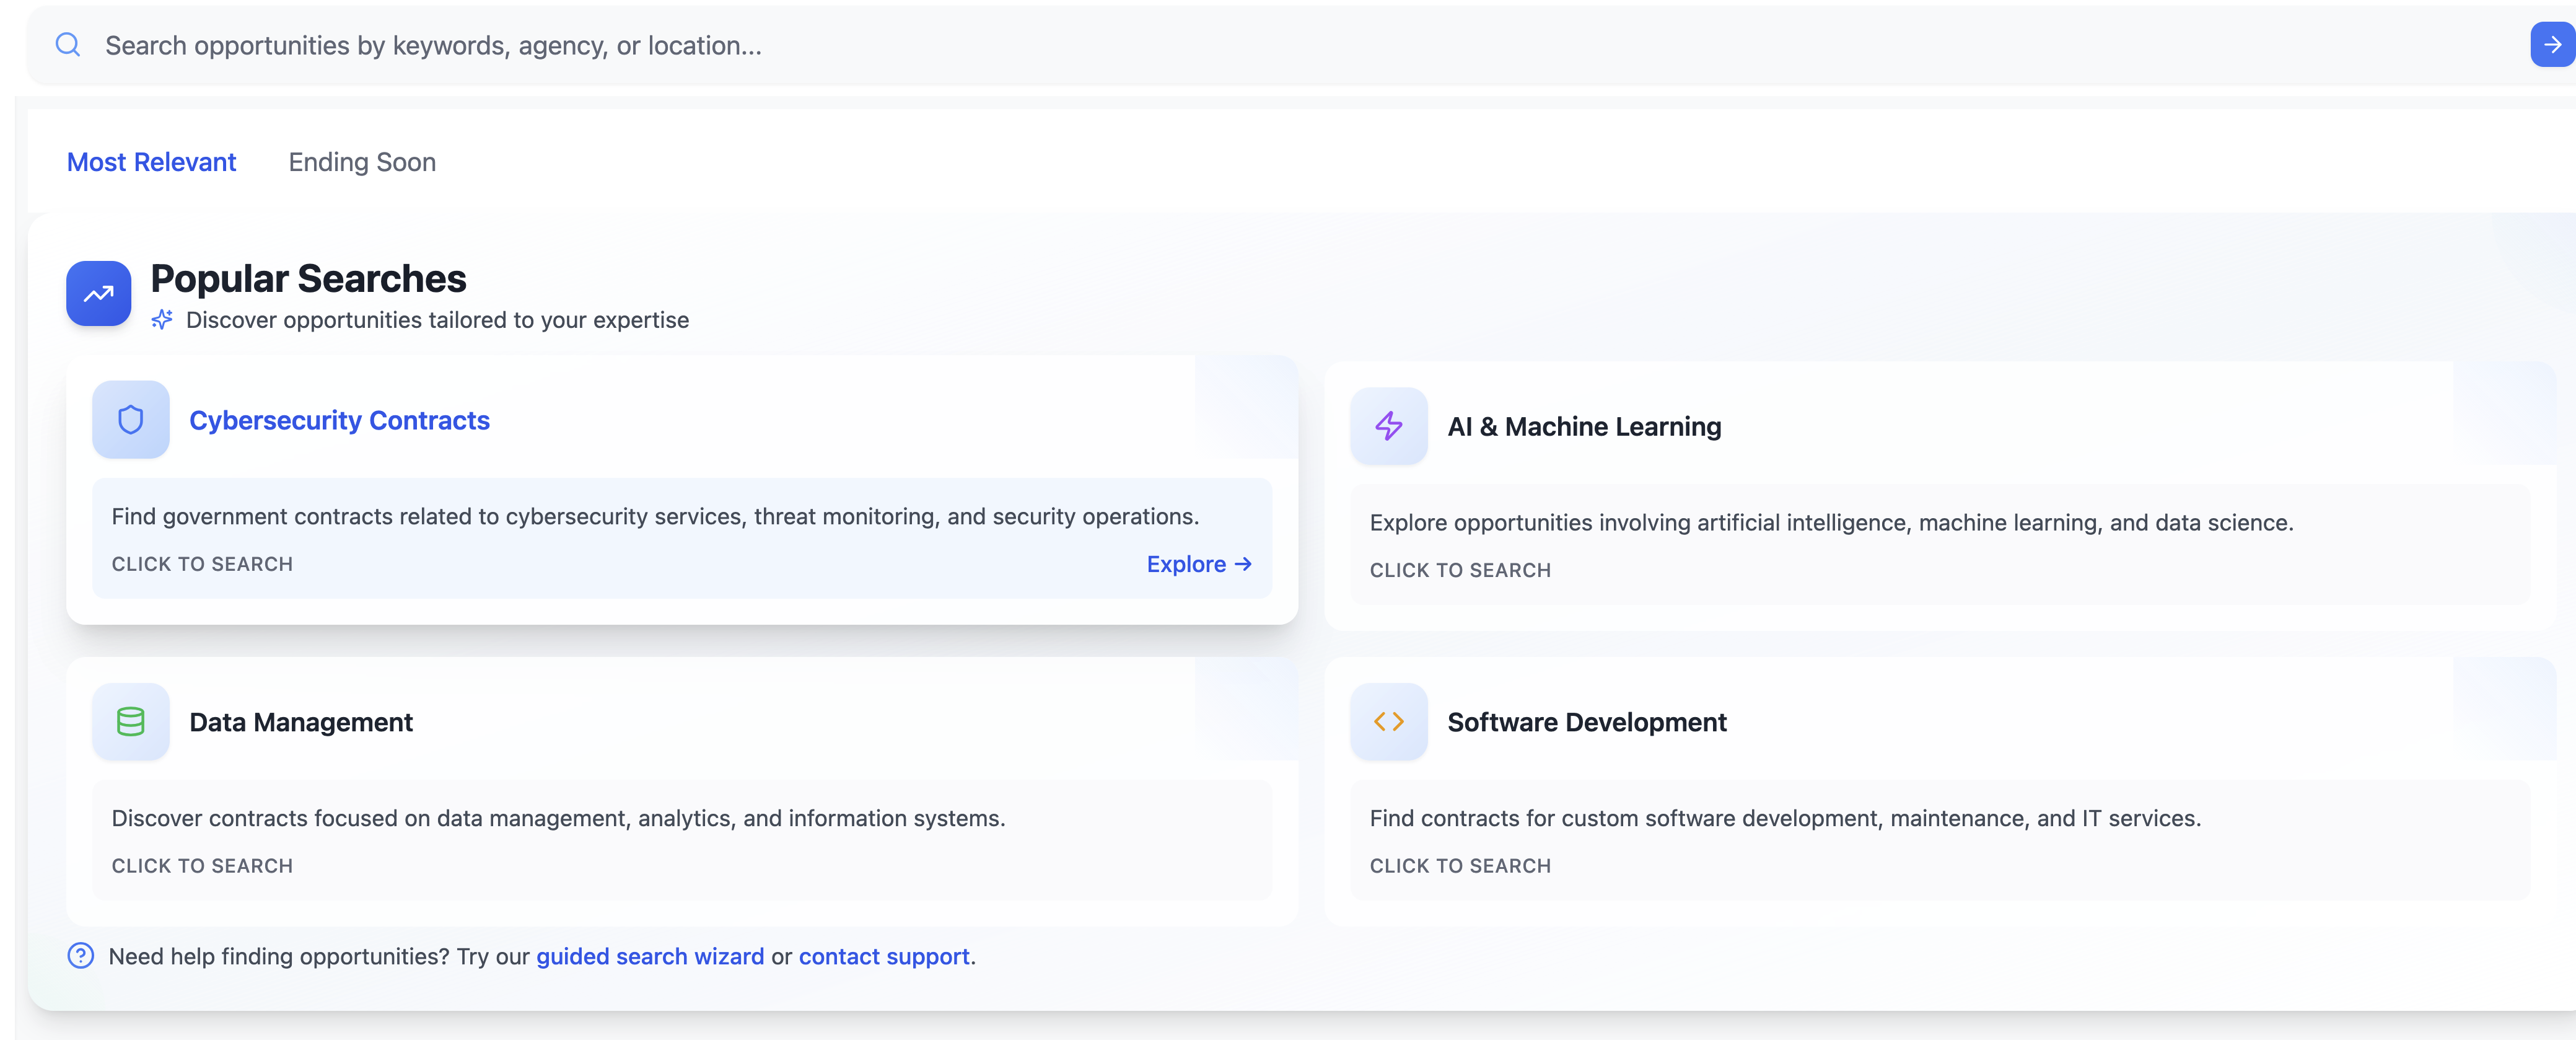 Search opportunities by keywords, agency, or location...
Most Relevant
Ending Soon
Popular Searches
Discover opportunities tailored to your expertise
Cybersecurity Contracts
Find government contracts related to cybersecurity services, threat monitoring, and security operations.
CLICK TO SEARCH
Explore →
AI & Machine Learning
Explore opportunities involving artificial intelligence, machine learning, and data science.
CLICK TO SEARCH
Data Management
Discover contracts focused on data management, analytics, and information systems.
CLICK TO SEARCH
Software Development
Find contracts for custom software development, maintenance, and IT services.
CLICK TO SEARCH
Need help finding opportunities? Try our guided search wizard or contact support.